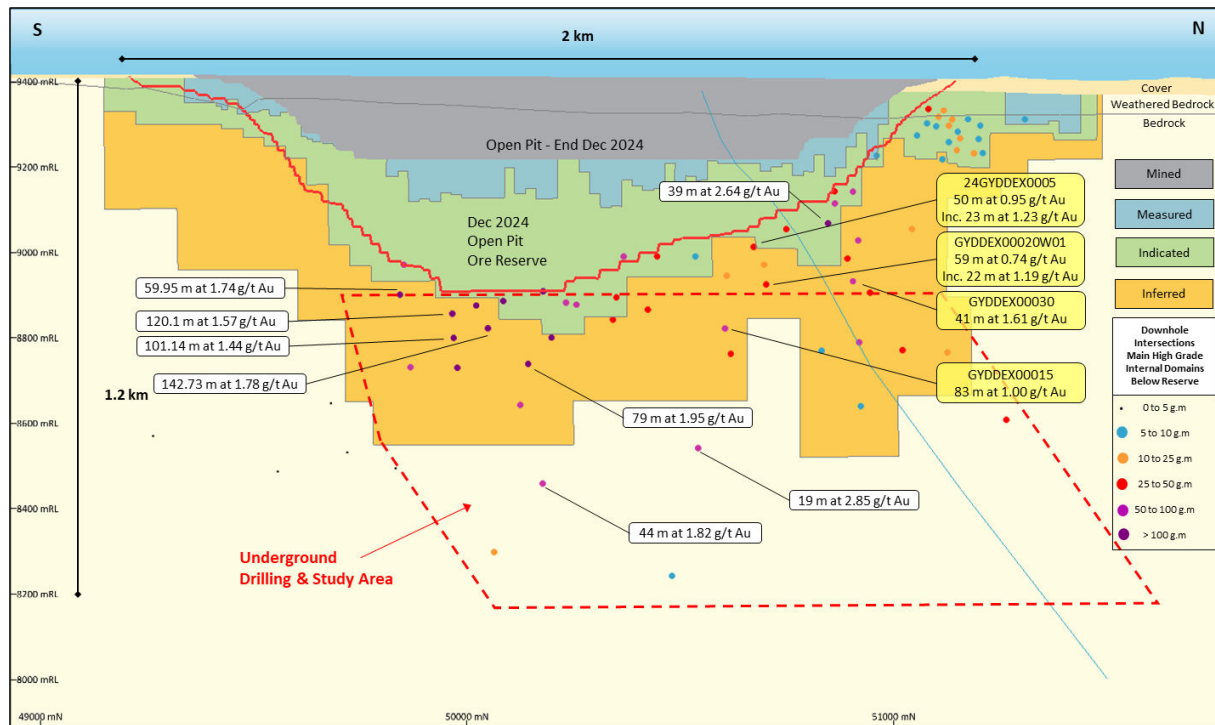 S
N
2 km
9400 mRL
Cover
Weathered Bedrock
Bedrock
Open Pit - End Dec 2024
9200 mRL
39 m at 2.64 g/t Au
24GYDDEX0005
50 m at 0.95 g/t Au
Inc. 23 m at 1.23 g/t Au
Mined
Measured
Indicated
Inferred
Dec 2024
Open Pit
Ore Reserve
9000 mRL
GYDDEX00020W01
59 m at 0.74 g/t Au
Inc. 22 m at 1.19 g/t Au
59.95 m at 1.74 g/t Au
GYDDEX00030
41 m at 1.61 g/t Au
120.1 m at 1.57 g/t Au
101.14 m at 1.44 g/t Au
8800 mRL
142.73 m at 1.78 g/t Au
1.2 km
GYDDEX00015
83 m at 1.00 g/t Au
79 m at 1.95 g/t Au
Downhole
Intersections
Main High Grade
Internal Domains
Below Reserve
0 to 5 g.m
5 to 10 g.m
10 to 25 g.m
25 to 50 g.m
50 to 100 g.m
> 100 g.m
8600 mRL
19 m at 2.85 g/t Au
44 m at 1.82 g/t Au
8400 mRL
Underground
Drilling & Study Area
8200 mRL
8000 mRL
49000 mN
50000 mN
51000 mN